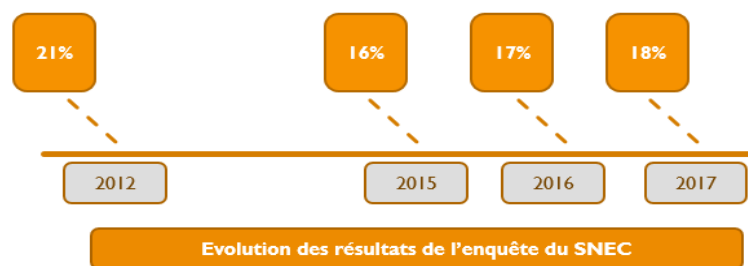 21% 16% 17% 18%
2012 2015 2016 2017
Evolution des résultats de l'enquête du SNEC